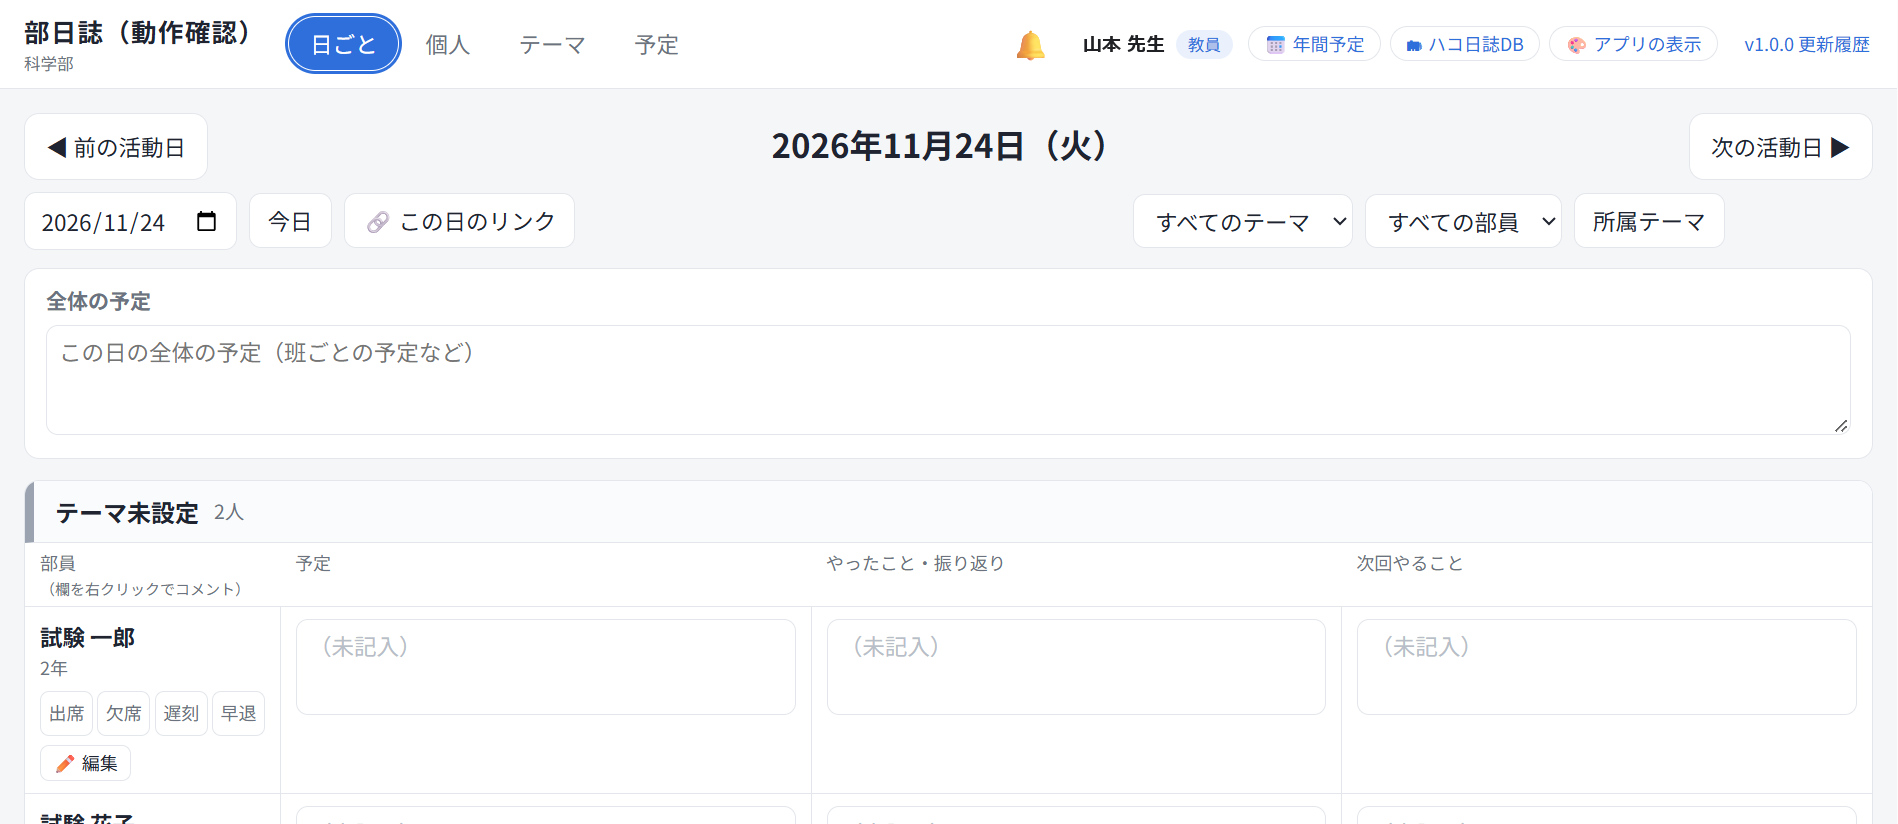 部日誌（動作確認）
科学部
日ごと 個人 テーマ 予定
山本 先生 教員 年間予定 ハコ日誌DB アプリの表示 v1.0.0 更新履歴
◀ 前の活動日
2026年11月24日（火）
次の活動日 ▶
2026/11/24 今日 この日のリンク すべてのテーマ すべての部員 所属テーマ
全体の予定
この日の全体の予定（班ごとの予定など）
テーマ未設定 2人
部員 予定 やったこと・振り返り 次回やること
（欄を右クリックでコメント）
試験 一郎 （未記入） （未記入） （未記入）
2年
出席 欠席 遅刻 早退
編集
試験 花子